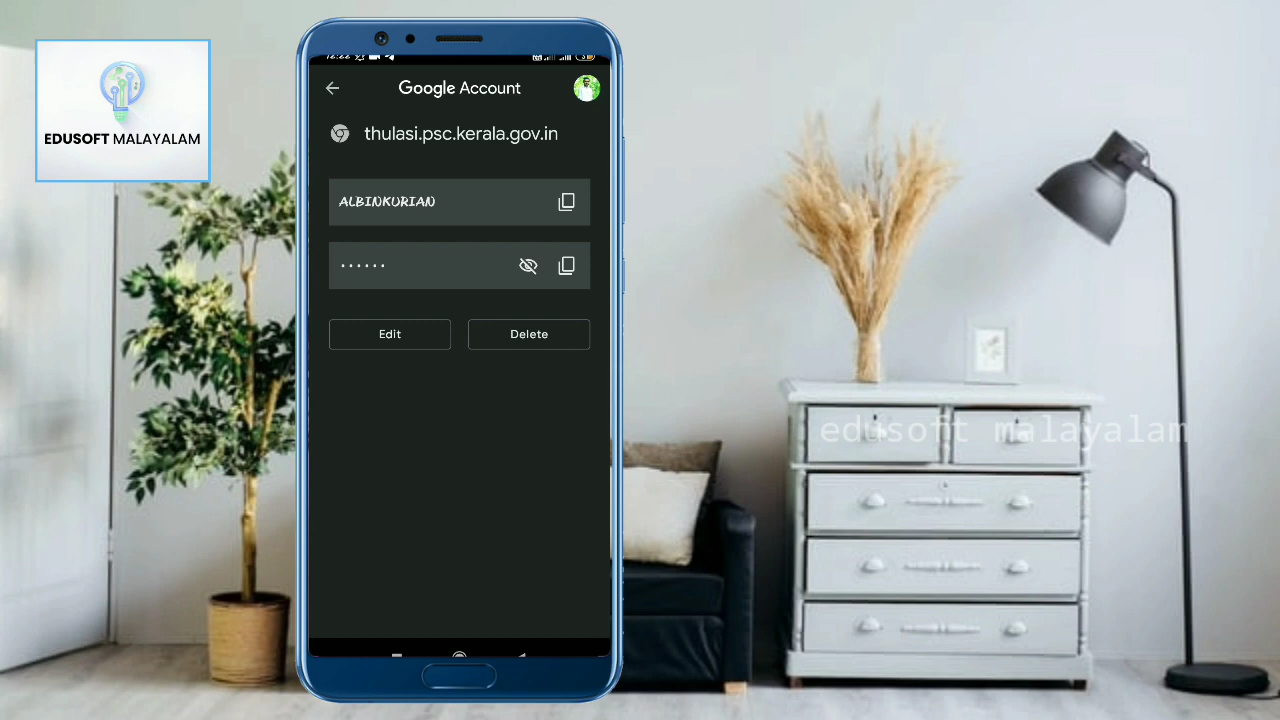 EDUSOFT MALAYALAM
Google Account
thulasi.psc.kerala.gov.in
ALBINKURIAN
••••••
Edit
Delete
edusoft malayalam